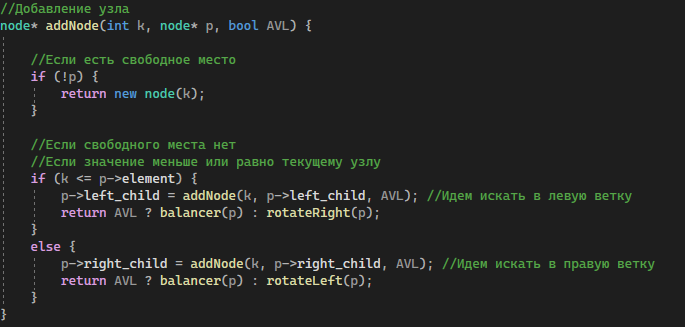 //Добавление узла
node* addNode(int k, node* p, bool AVL) {
//Если есть свободное место
if (!p) {
return new node(k);
}
//Если свободного места нет
//Если значение меньше или равно текущему узлу
if (k <= p->element) {
p->left_child = addNode(k, p->left_child, AVL); //Идем искать в левую ветку
return AVL ? balancer(p) : rotateRight(p);
}
else {
p->right_child = addNode(k, p->right_child, AVL); //Идем искать в правую ветку
return AVL ? balancer(p) : rotateLeft(p);
}
}